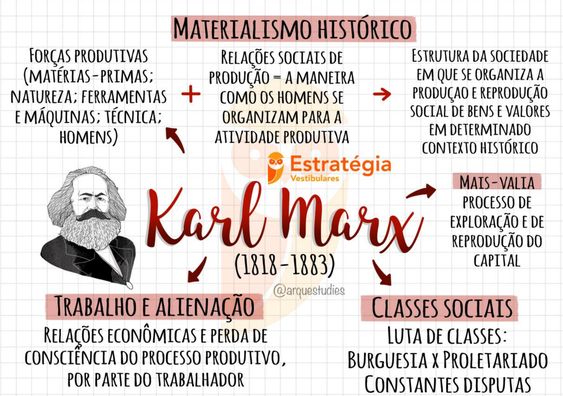 MATERIALISMO HISTÓRICO
FORÇAS PRODUTIVAS
(MATÉRIAS-PRIMAS;
NATUREZA; FERRAMENTAS
E MÁQUINAS; TÉCNICA;
HOMENS)
+
RELAÇÕES SOCIAIS DE
PRODUÇÃO = A MANEIRA
COMO OS HOMENS SE
ORGANIZAM PARA A
ATIVIDADE PRODUTIVA
ESTRUTURA DA SOCIEDADE
EM QUE SE ORGANIZA A
PRODUÇAO E REPRODUÇÃO
SOCIAL DE BENS E VALORES
EM DETERMINADO
CONTEXTO HISTÓRICO
Estratégia
Vestibulares
Karl Marx
(1818-1883)
@arquestudies
MAIS-VALIA
PROCESSO DE
EXPLORAÇÃO E DE
REPRODUÇÃO DO
CAPITAL
TRABALHO E ALIENAÇÃO
RELAÇÕES ECONÔMICAS E PERDA DE
CONSCIÊNCIA DO PROCESSO PRODUTIVO,
POR PARTE DO TRABALHADOR
CLASSES SOCIAIS
LUTA DE CLASSES:
BURGUESIA X PROLETARIADO
CONSTANTES DISPUTAS